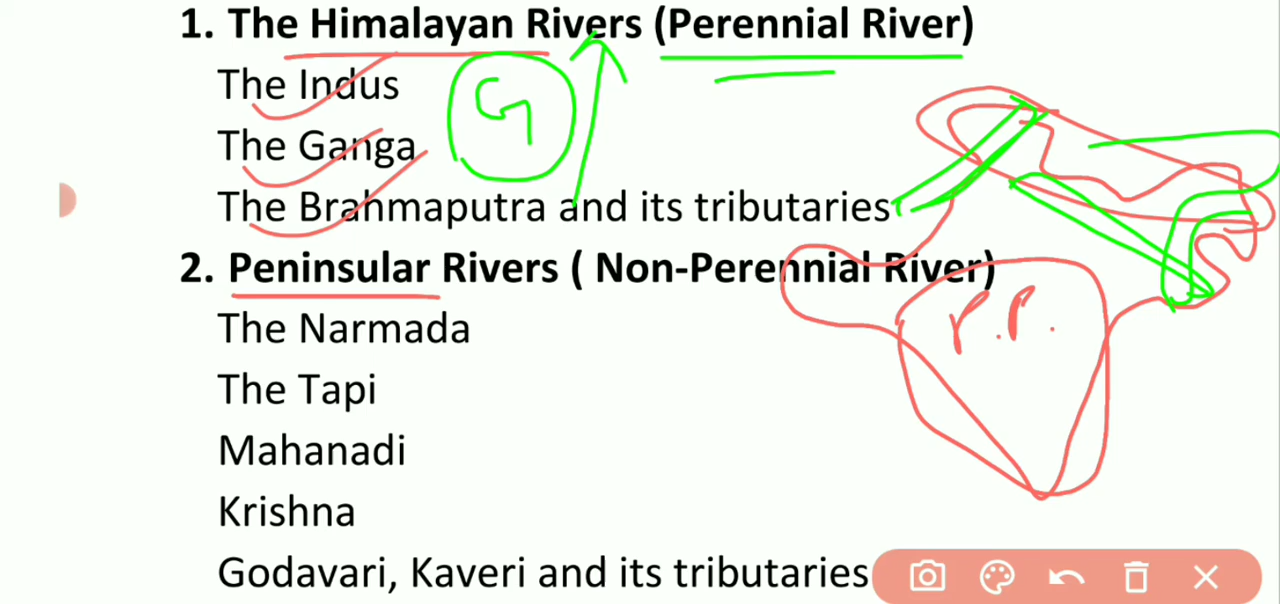 1. The Himalayan Rivers (Perennial River)
The Indus
G
The Ganga
The Brahmaputra and its tributaries
2. Peninsular Rivers ( Non-Perennial River)
The Narmada
P.P.
The Tapi
Mahanadi
Krishna
Godavari, Kaveri and its tributaries